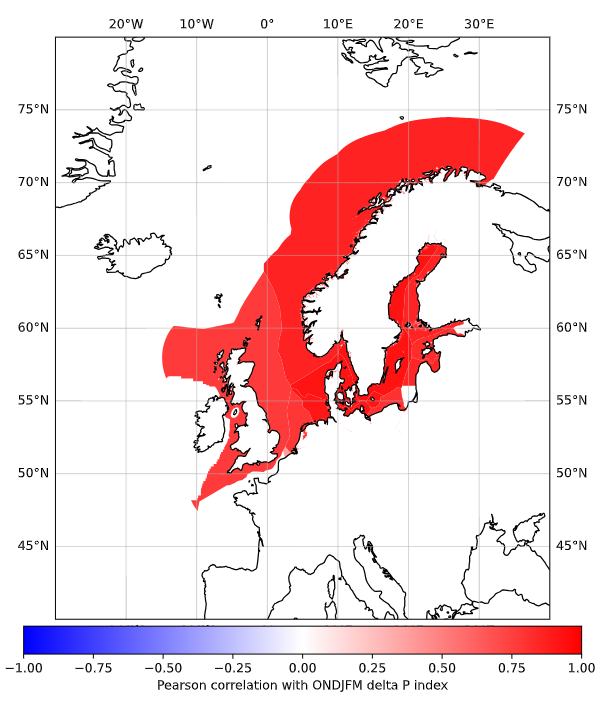 20°W 10°W 0° 10°E 20°E 30°E
75°N 75°N
70°N 70°N
65°N 65°N
60°N 60°N
55°N 55°N
50°N 50°N
45°N 45°N
−1.00 −0.75 −0.50 −0.25 0.00 0.25 0.50 0.75 1.00
Pearson correlation with ONDJFM delta P index